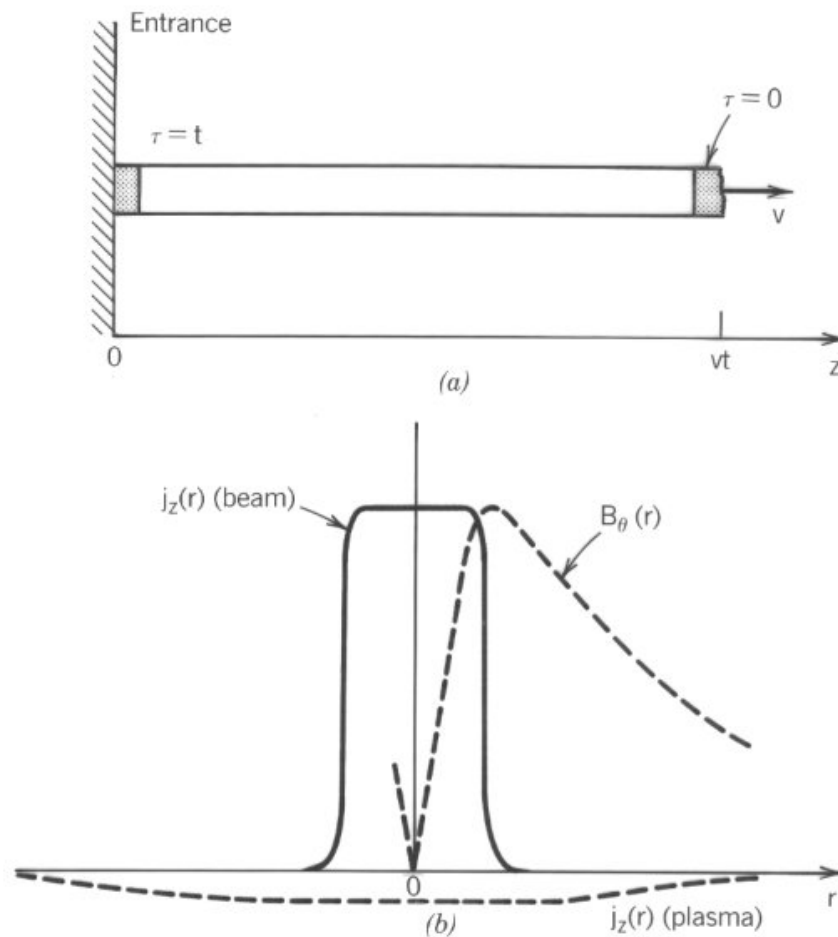 Entrance
τ = 0
τ = t
v
0
vt
z
(a)
j_z(r) (beam)
B_θ (r)
0
r
(b)
j_z(r) (plasma)